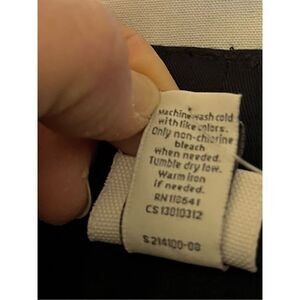 Machine wash cold
with like colors.
Only non-chlorine
bleach
when needed.
Tumble dry low.
Warm iron
if needed.
RN 110641
CS 13010312
S 214100-00